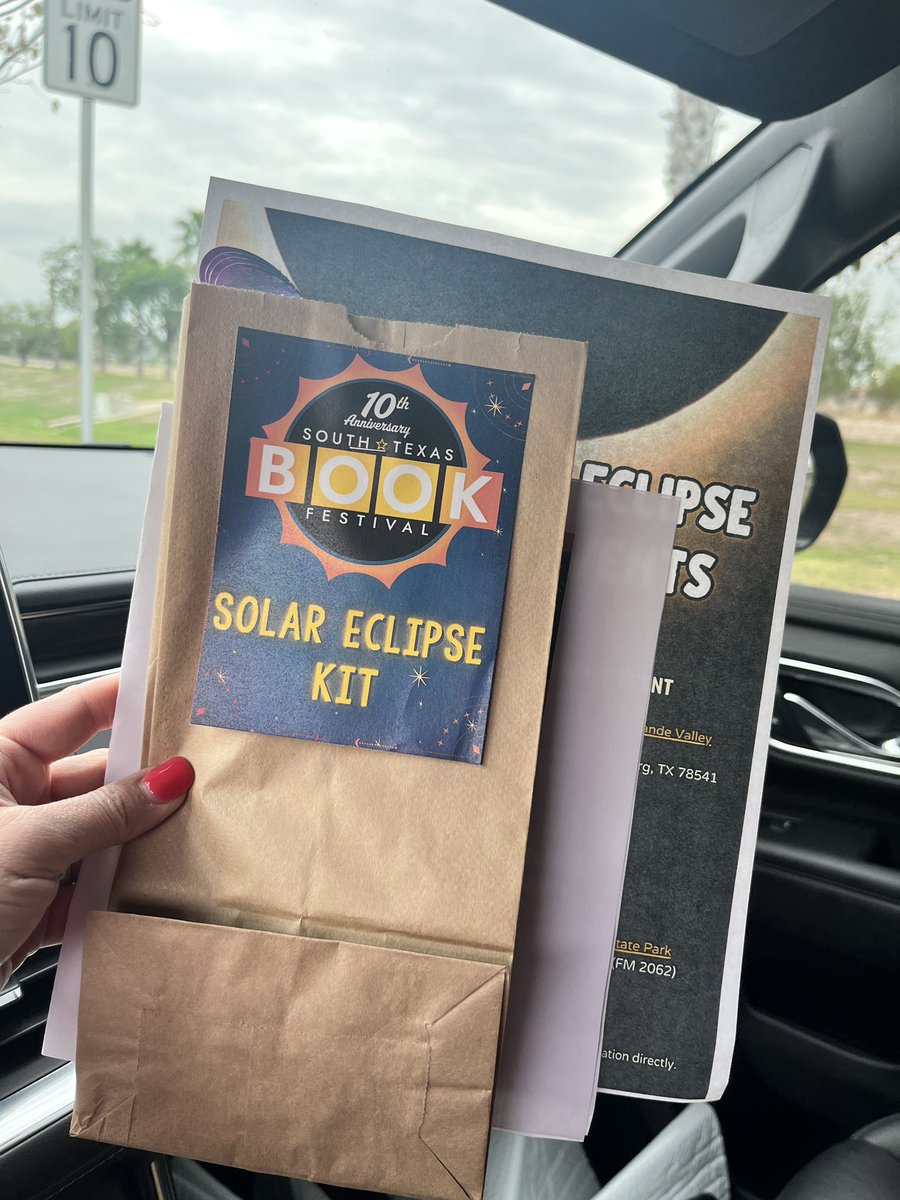 LIMIT
10
10th
Anniversary
SOUTH TEXAS
BOOK
FESTIVAL
SOLAR ECLIPSE
KIT
ECLIPSE
TS
NT
ande Valley
rg, TX 78541
tate Park
(FM 2062)
ation directly.